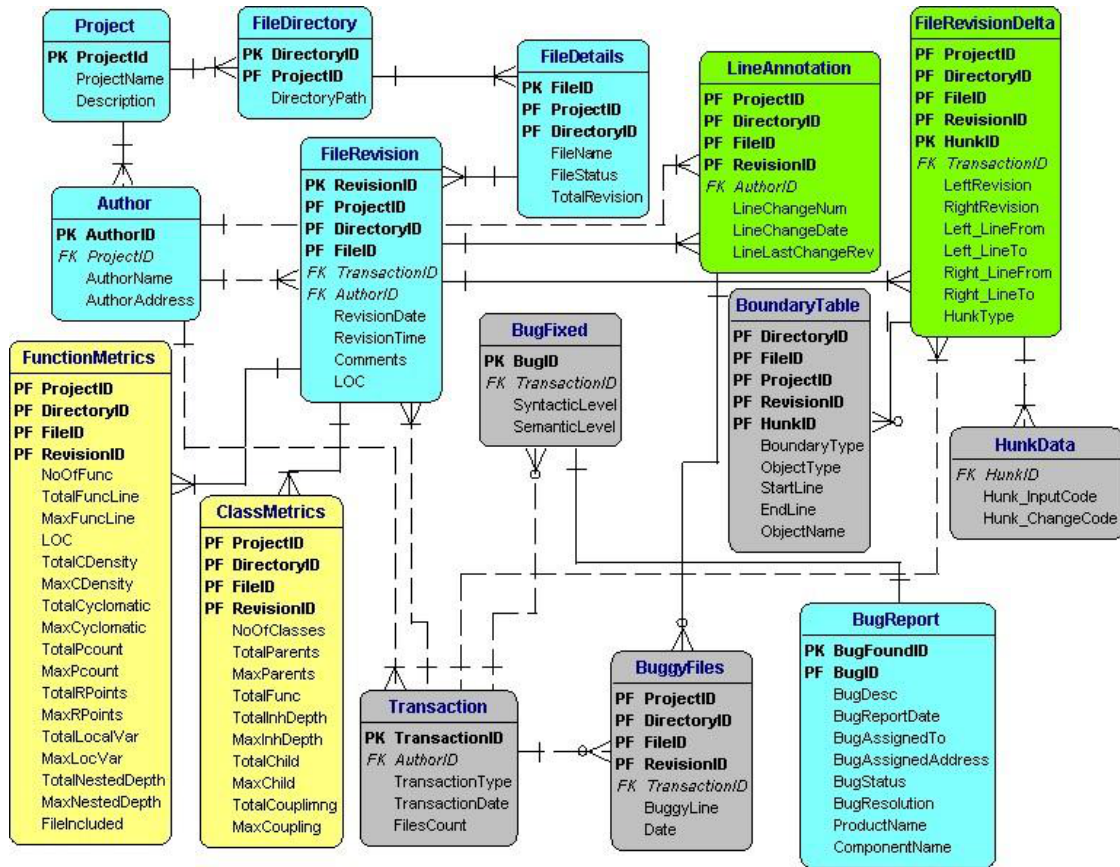 Project
PK ProjectId
ProjectName
Description
FileDirectory
PK DirectoryID
PF ProjectID
DirectoryPath
FileDetails
PK FileID
PF ProjectID
PF DirectoryID
FileName
FileStatus
TotalRevision
LineAnnotation
PF ProjectID
PF DirectoryID
PF FileID
PF RevisionID
FK AuthorID
LineChangeNum
LineChangeDate
LineLastChangeRev
FileRevisionDelta
PF ProjectID
PF DirectoryID
PF FileID
PF RevisionID
PK HunkID
FK TransactionID
LeftRevision
RightRevision
Left_LineFrom
Left_LineTo
Right_LineFrom
Right_LineTo
HunkType
Author
PK AuthorID
FK ProjectID
AuthorName
AuthorAddress
FileRevision
PK RevisionID
PF ProjectID
PF DirectoryID
PF FileID
FK TransactionID
FK AuthorID
RevisionDate
RevisionTime
Comments
LOC
BugFixed
PK BugID
FK TransactionID
SyntacticLevel
SemanticLevel
BoundaryTable
PF DirectoryID
PF FileID
PF ProjectID
PF RevisionID
PF HunkID
BoundaryType
ObjectType
StartLine
EndLine
ObjectName
HunkData
FK HunkID
Hunk_InputCode
Hunk_ChangeCode
FunctionMetrics
PF ProjectID
PF DirectoryID
PF FileID
PF RevisionID
NoOfFunc
TotalFuncLine
MaxFuncLine
LOC
TotalCDensity
MaxCDensity
TotalCyclomatic
MaxCyclomatic
TotalPcount
MaxPcount
TotalRPoints
MaxRPoints
TotalLocalVar
MaxLocVar
TotalNestedDepth
MaxNestedDepth
FileIncluded
ClassMetrics
PF ProjectID
PF DirectoryID
PF FileID
PF RevisionID
NoOfClasses
TotalParents
MaxParents
TotalFunc
TotalInhDepth
MaxInhDepth
TotalChild
MaxChild
TotalCouplimng
MaxCoupling
Transaction
PK TransactionID
FK AuthorID
TransactionType
TransactionDate
FilesCount
BuggyFiles
PF ProjectID
PF DirectoryID
PF FileID
PF RevisionID
FK TransactionID
BuggyLine
Date
BugReport
PK BugFoundID
PF BugID
BugDesc
BugReportDate
BugAssignedTo
BugAssignedAddress
BugStatus
BugResolution
ProductName
ComponentName